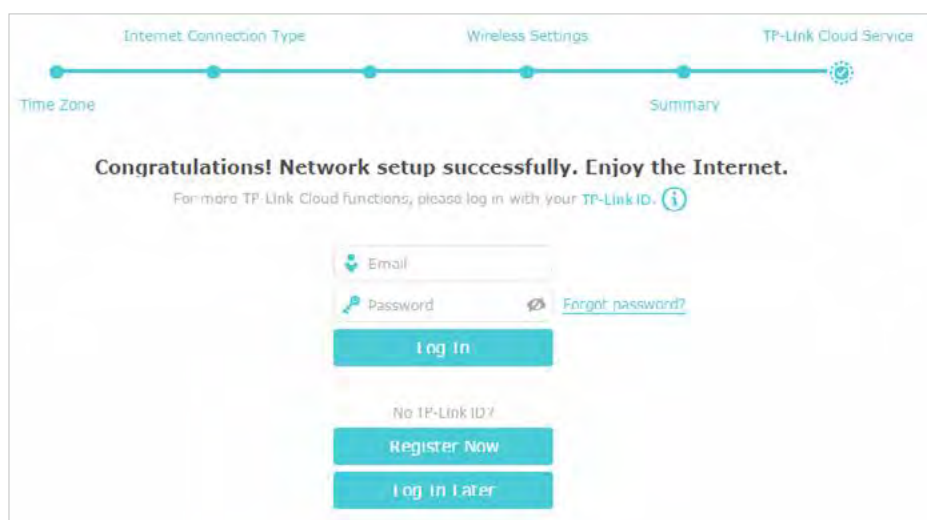 Internet Connection Type Wireless Settings TP-Link Cloud Service
Time Zone Summary
Congratulations! Network setup successfully. Enjoy the Internet.
For more TP-Link Cloud functions, please log in with your TP-Link ID.
Email
Password Forgot password?
Log In
No TP-Link ID?
Register Now
Log In Later